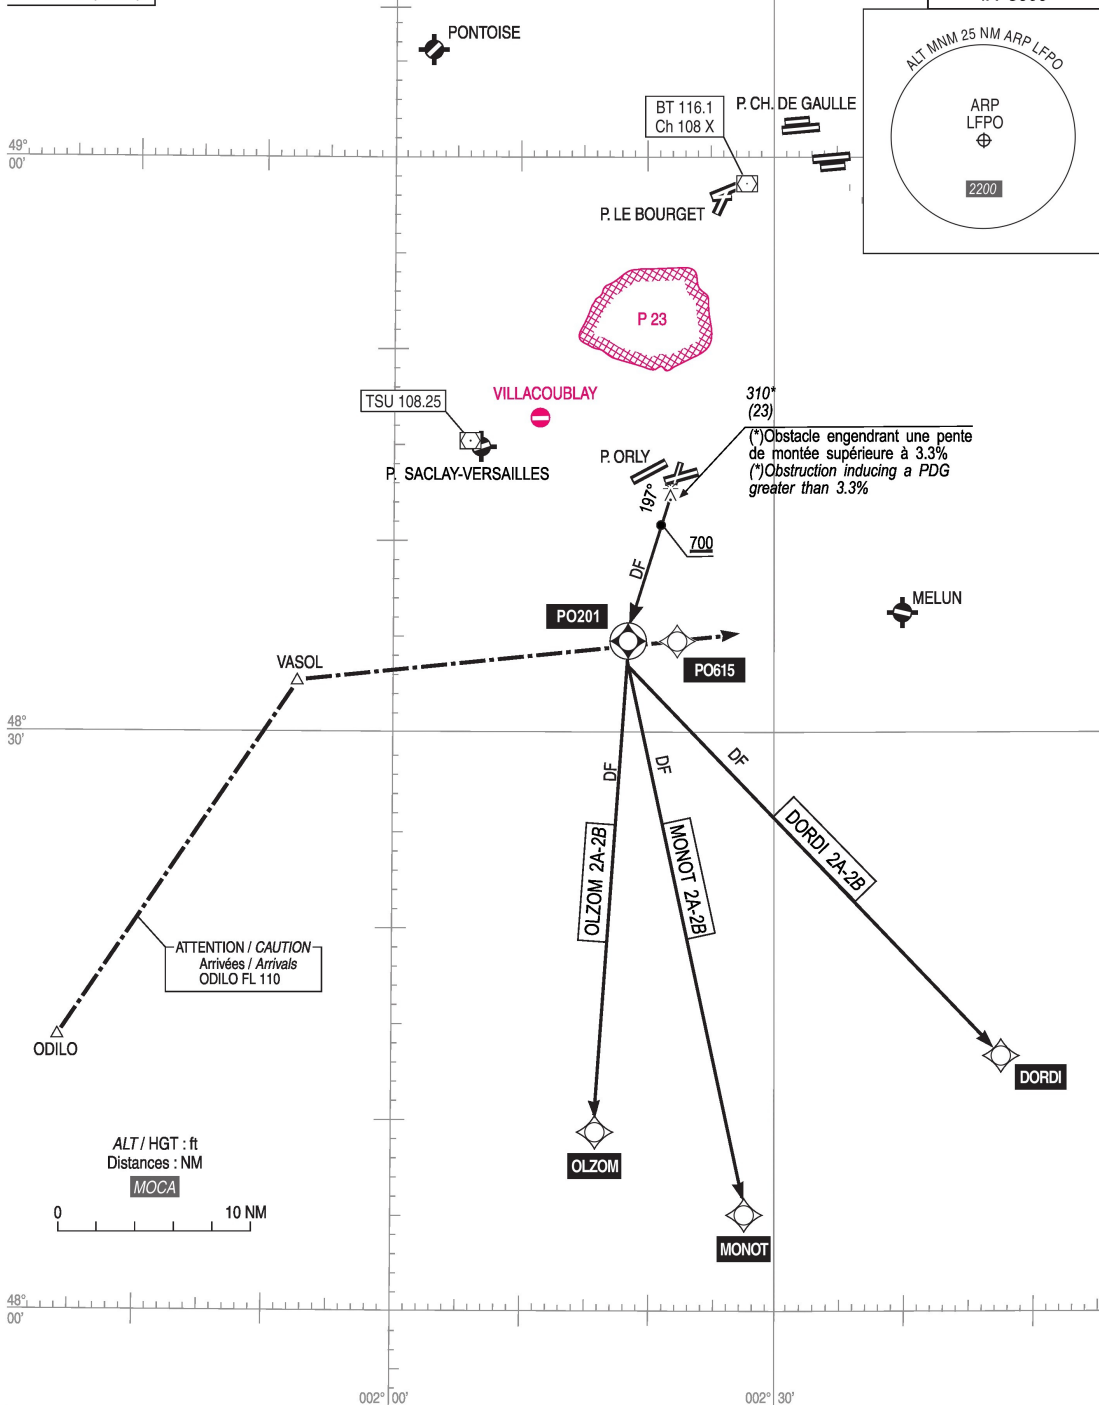 PONTOISE
ALT MNM 25 NM ARP LFPO
ARP
LFPO
2200
BT 116.1
Ch 108 X
P. CH. DE GAULLE
49°
00'
P. LE BOURGET
P 23
VILLACOUBLAY
TSU 108.25
P. SACLAY-VERSAILLES
310*
(23)
(*)Obstacle engendrant une pente
de montée supérieure à 3.3%
(*)Obstruction inducing a PDG
greater than 3.3%
P. ORLY
197°
700
DF
MELUN
PO201
PO615
VASOL
48°
30'
DF
DF
DF
OLZOM 2A-2B
MONOT 2A-2B
DORDI 2A-2B
ATTENTION / CAUTION
Arrivées / Arrivals
ODILO FL 110
ODILO
DORDI
OLZOM
MONOT
ALT / HGT : ft
Distances : NM
MOCA
0 10 NM
48°
00'
002° 00'
002° 30'